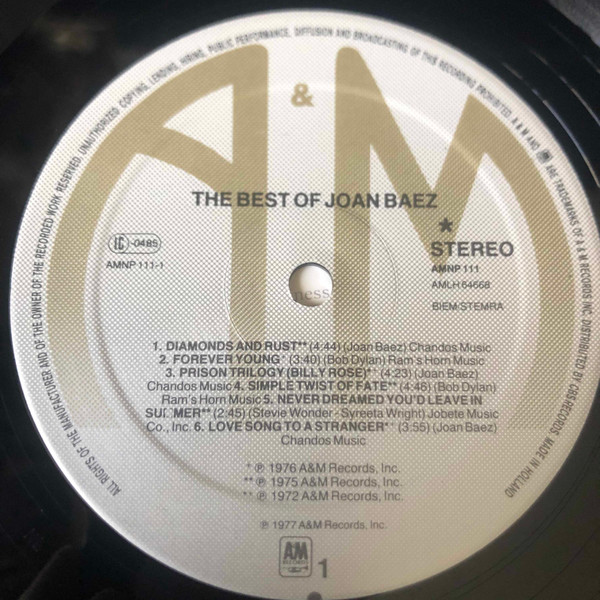 ALL RIGHTS OF THE MANUFACTURER AND OF THE OWNER OF THE RECORDED WORK RESERVED. UNAUTHORIZED COPYING, LENDING, HIRING, PUBLIC PERFORMANCE, DIFFUSION AND BROADCASTING OF THIS RECORDING PROHIBITED. A&M AND ARE TRADEMARKS OF A & M RECORDS INC. DISTRIBUTED BY CBS RECORDS. MADE IN HOLLAND
A & M
THE BEST OF JOAN BAEZ
*
STEREO
-0485
AMNP 111-1
AMNP 111
AMLH 64668
BIEM/STEMRA
ness
1. DIAMONDS AND RUST** (4:44) (Joan Baez) Chandos Music
2. FOREVER YOUNG* (3:40) (Bob Dylan) Ram's Horn Music
3. PRISON TRILOGY (BILLY ROSE)** (4:23) (Joan Baez)
Chandos Music 4. SIMPLE TWIST OF FATE** (4:46) (Bob Dylan)
Ram's Horn Music 5. NEVER DREAMED YOU'D LEAVE IN
SUMMER** (2:45) (Stevie Wonder - Syreeta Wright) Jobete Music
Co., Inc. 6. LOVE SONG TO A STRANGER** (3:55) (Joan Baez)
Chandos Music
* ℗ 1976 A&M Records, Inc.
** ℗ 1975 A&M Records, Inc.
** ℗ 1972 A&M Records, Inc.
℗ 1977 A&M Records, Inc.
AM
RECORDS
1